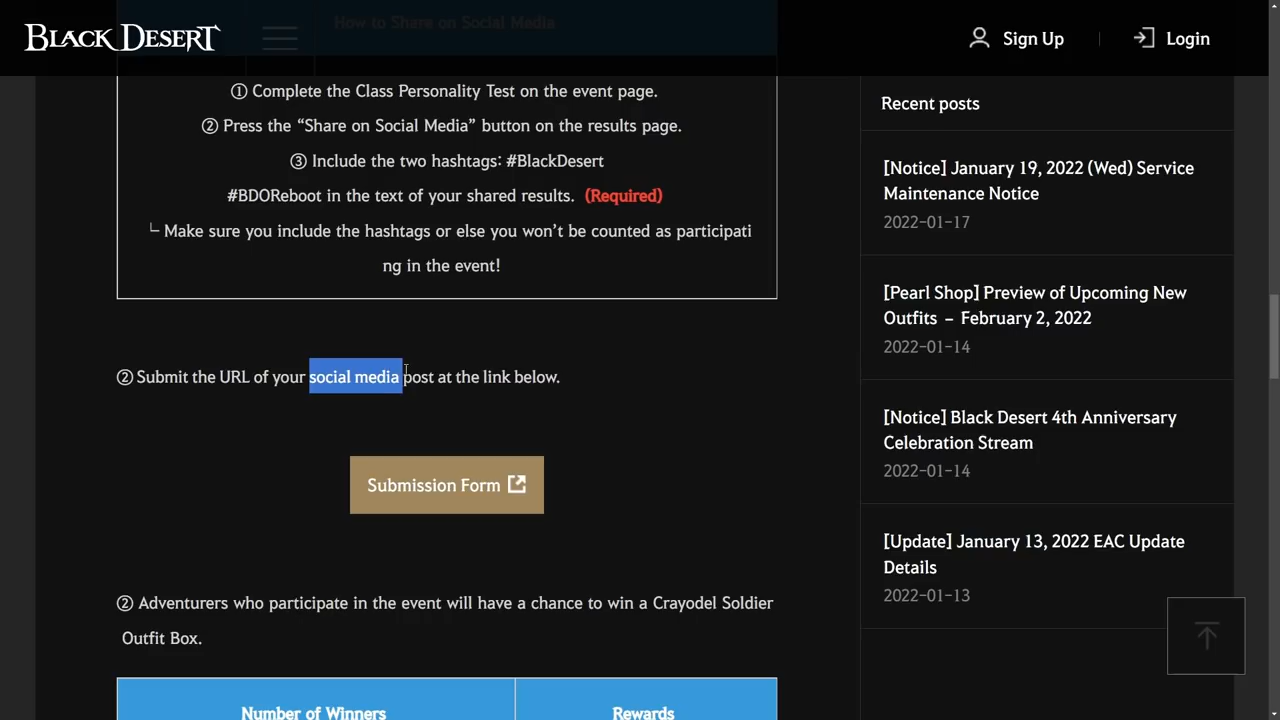 BLACK DESERT
How to Share on Social Media
Sign Up
Login
① Complete the Class Personality Test on the event page.
② Press the “Share on Social Media” button on the results page.
③ Include the two hashtags: #BlackDesert
#BDOReboot in the text of your shared results. (Required)
└ Make sure you include the hashtags or else you won’t be counted as participati
ng in the event!
② Submit the URL of your social media post at the link below.
Submission Form
② Adventurers who participate in the event will have a chance to win a Crayodel Soldier
Outfit Box.
Number of Winners
Rewards
Recent posts
[Notice] January 19, 2022 (Wed) Service
Maintenance Notice
2022-01-17
[Pearl Shop] Preview of Upcoming New
Outfits – February 2, 2022
2022-01-14
[Notice] Black Desert 4th Anniversary
Celebration Stream
2022-01-14
[Update] January 13, 2022 EAC Update
Details
2022-01-13